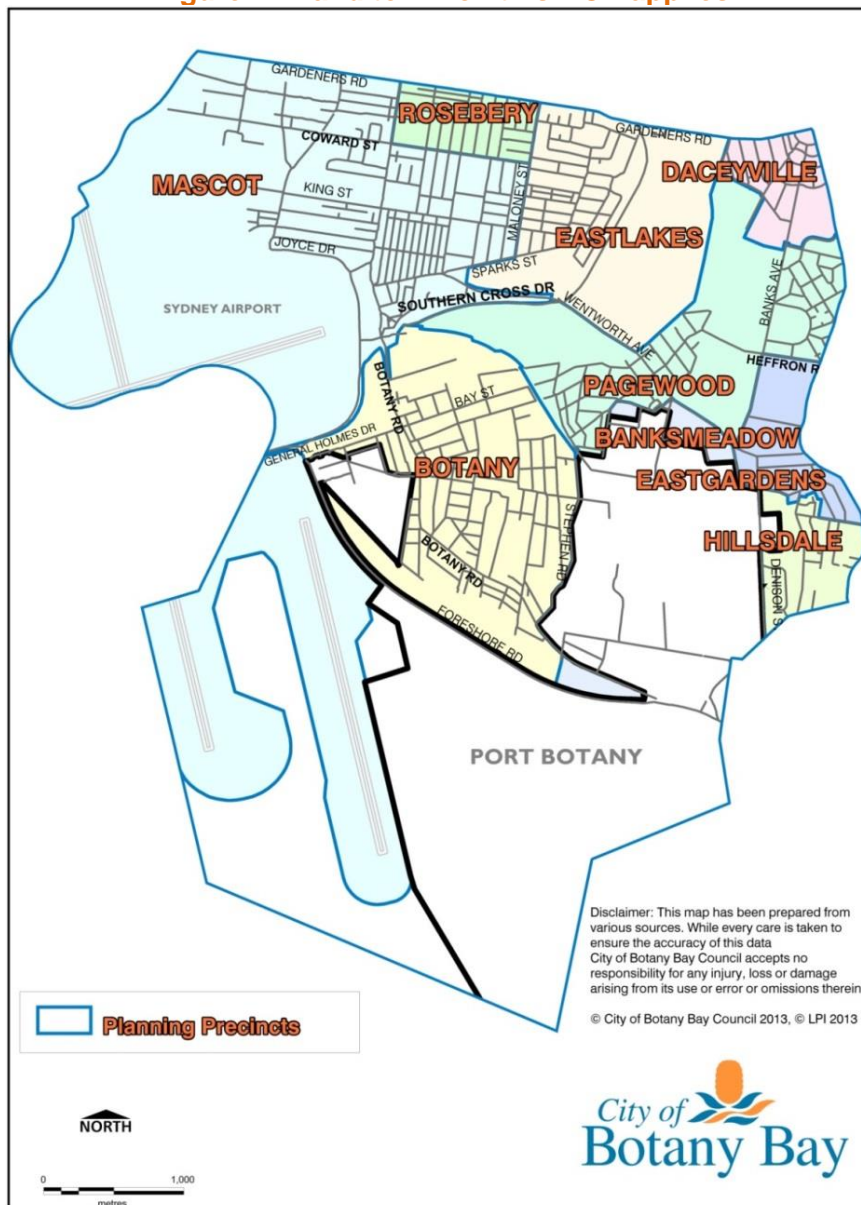 GARDENERS RD
ROSEBERY
GARDENERS RD
COWARD ST
DACEYVILLE
MASCOT
KING ST
MALONEY ST
EASTLAKES
JOYCE DR
SPARKS ST
BANKS AVE
SYDNEY AIRPORT
SOUTHERN CROSS DR
WENTWORTH AVE
HEFFRON R
PAGEWOOD
BOTANY RD
BAY ST
BANKSMEADOW
GENERAL HOLMES DR
BOTANY
EASTGARDENS
STEPHEN RD
HILLSDALE
BOTANY RD
DENISON S
FORESHORE RD
PORT BOTANY
Disclaimer: This map has been prepared from
various sources. While every care is taken to
ensure the accuracy of this data
City of Botany Bay Council accepts no
responsibility for any injury, loss or damage
arising from its use or error or omissions therein
© City of Botany Bay Council 2013, © LPI 2013
Planning Precincts
NORTH
0 1,000
metres
City of
Botany Bay